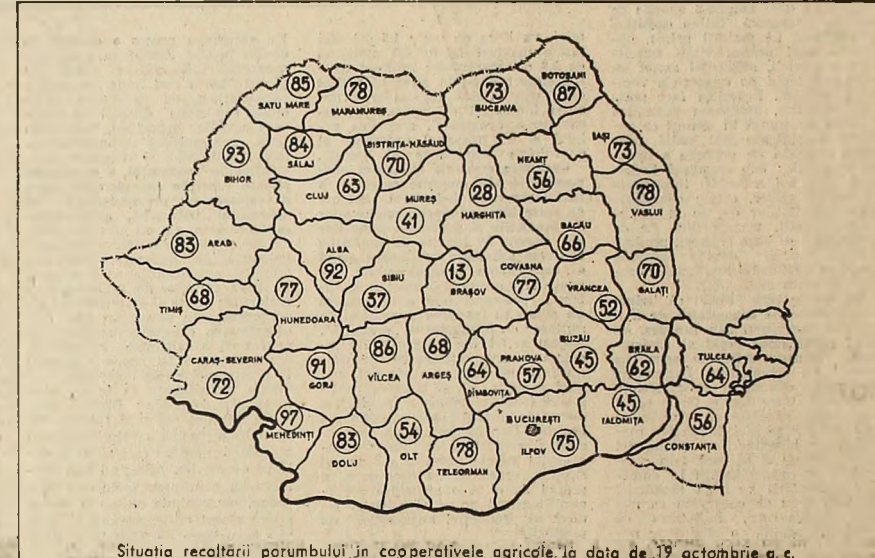 85
SATU MARE
78
MARAMUREȘ
73
SUCEAVA
BOTOȘANI
87
93
BIHOR
84
SĂLAJ
BISTRIȚA-NĂSĂUD
70
NEAMȚ
56
IAȘI
73
CLUJ 63
MUREȘ
41
28
HARGHITA
78
VASLUI
BACĂU
66
83 ARAD
ALBA
92
SIBIU
37
13
BRAȘOV
COVASNA
77
VRANCEA
52
70
GALAȚI
TIMIȘ 68
77
HUNEDOARA
CARAȘ-SEVERIN
72
91
GORJ
86
VÎLCEA
68
ARGEȘ
64
DÎMBOVIȚA
PRAHOVA
57
BUZĂU
45
BRĂILA
62
TULCEA
64
97
MEHEDINȚI
83
DOLJ
54
OLT
78
TELEORMAN
BUCUREȘTI
ILFOV 75
45
IALOMIȚA
56
CONSTANȚA
Situația recoltării porumbului în cooperativele agricole, la data de 19 octombrie a.c.